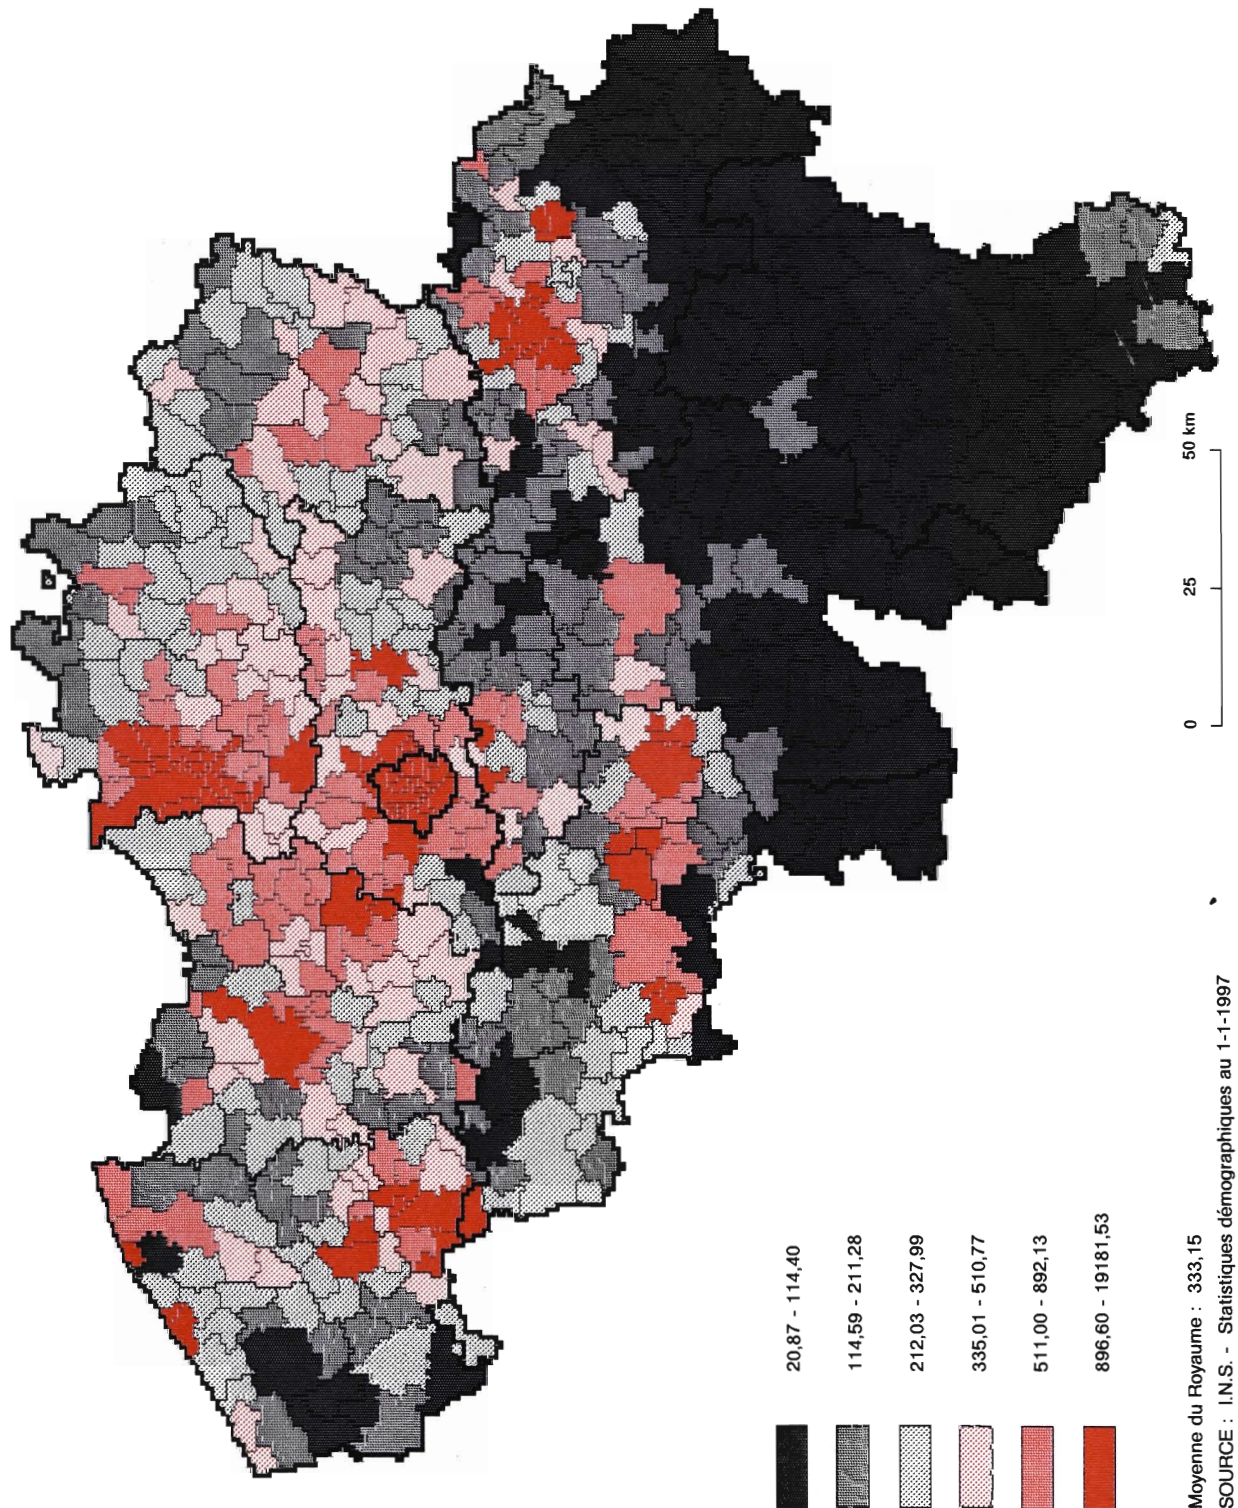 20,87 - 114,40
114,59 - 211,28
212,03 - 327,99
335,01 - 510,77
511,00 - 892,13
896,60 - 19181,53
0 25 50 km
Moyenne du Royaume : 333,15
SOURCE : I.N.S. - Statistiques démographiques au 1-1-1997